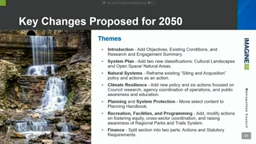 Key Changes Proposed for 2050
Themes
• Introduction - Add Objectives, Existing Conditions, and
Research and Engagement Summary.
• System Plan - Add two new classifications: Cultural Landscapes
and Open Space/ Natural Areas.
• Natural Systems - Reframe existing 'Siting and Acquisition'
policy and actions as an action.
• Climate Resilience - Add new policy and six actions focused on
Council research, agency coordination of operations, and public
awareness and education.
• Planning and System Protection - Move select content to
Planning Handbook.
• Recreation, Facilities, and Programming - Add, modify actions
on fostering equity, cross-sector coordination, and raising
awareness of Regional Parks and Trails System.
• Finance - Split section into two parts: Actions and Statutory
Requirements.
IMAGINE
Metropolitan Council